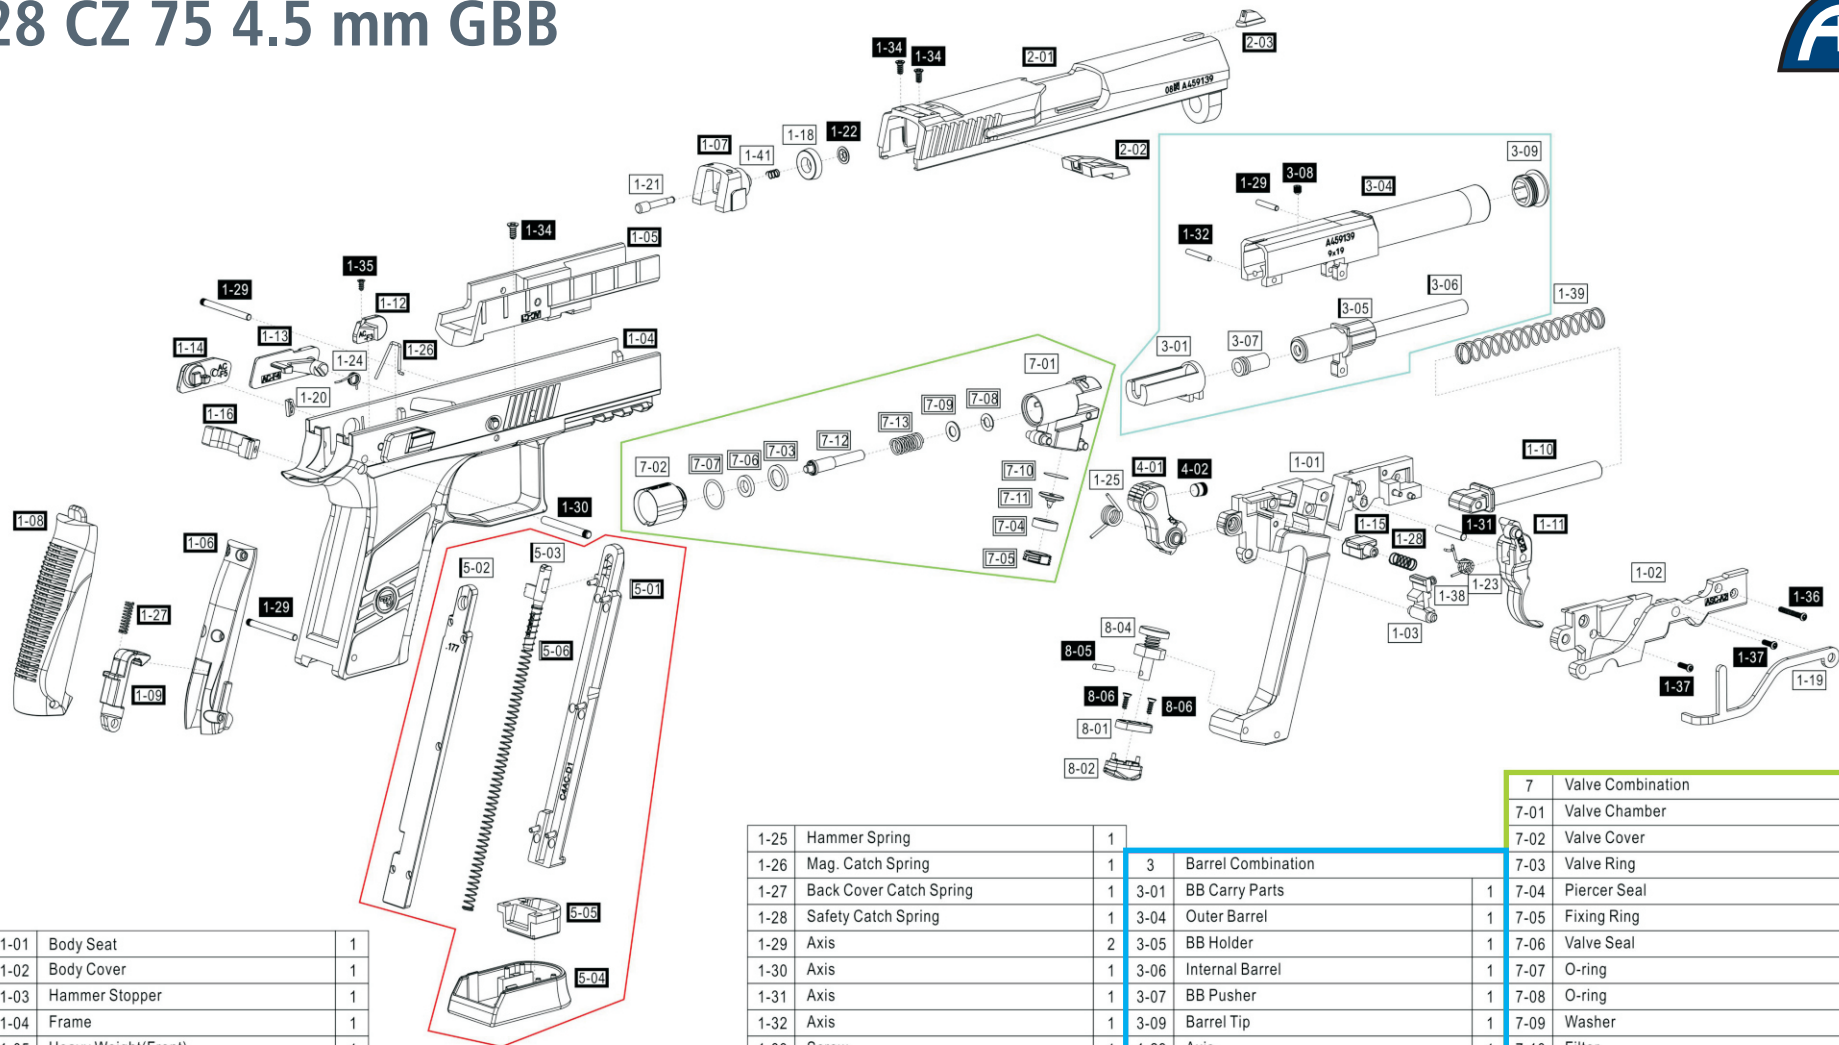 28 CZ 75 4.5 mm GBB
1-34
1-34
2-01
2-03
08 A459139
1-07
1-41
1-18
1-22
2-02
1-21
1-34
1-05
1-35
1-29
1-12
1-13
1-14
1-24
1-26
1-04
1-20
1-16
1-30
1-08
1-06
1-27
1-29
1-09
3-09
1-29
3-08
3-04
A459139
9x19
1-32
3-06
1-39
3-05
3-07
3-01
7-01
7-08
7-09
7-13
7-12
7-03
7-06
7-07
7-02
7-10
7-11
7-04
7-05
1-25
4-01
4-02
1-01
1-10
1-15
1-28
1-31
1-11
1-38
1-23
1-03
1-02
1-36
1-37
1-37
1-19
8-04
8-05
8-06
8-06
8-01
8-02
5-02
5-03
5-01
.177
5-06
C4AC-D1
5-05
5-04
1-01 Body Seat 1
1-02 Body Cover 1
1-03 Hammer Stopper 1
1-04 Frame 1
1-25 Hammer Spring 1
1-26 Mag. Catch Spring 1
1-27 Back Cover Catch Spring 1
1-28 Safety Catch Spring 1
1-29 Axis 2
1-30 Axis 1
1-31 Axis 1
1-32 Axis 1
3 Barrel Combination
3-01 BB Carry Parts 1
3-04 Outer Barrel 1
3-05 BB Holder 1
3-06 Internal Barrel 1
3-07 BB Pusher 1
3-09 Barrel Tip 1
7 Valve Combination
7-01 Valve Chamber
7-02 Valve Cover
7-03 Valve Ring
7-04 Piercer Seal
7-05 Fixing Ring
7-06 Valve Seal
7-07 O-ring
7-08 O-ring
7-09 Washer